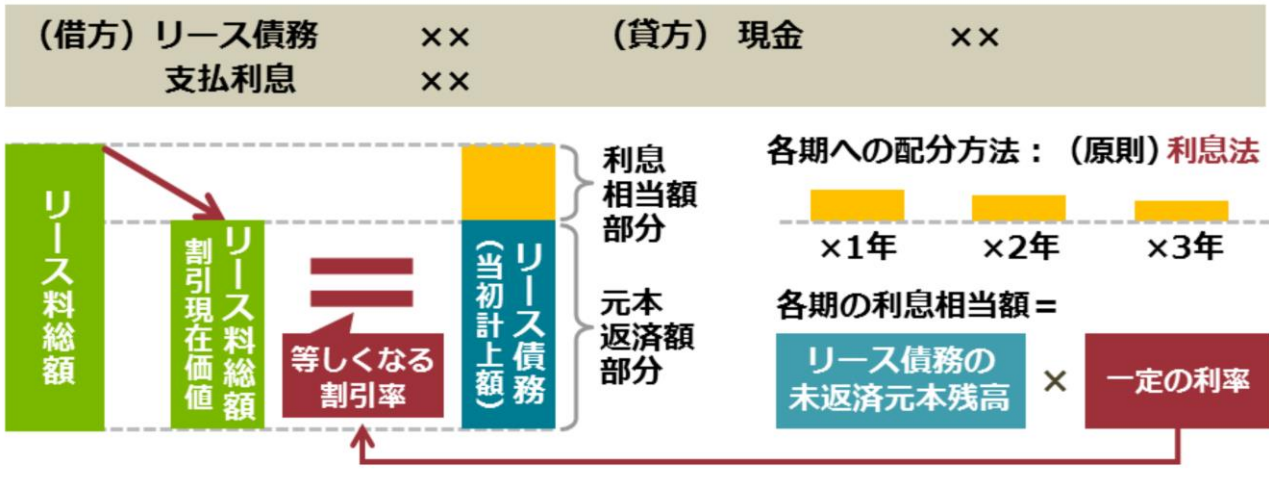 (借方) リース債務 ×× (貸方) 現金 ××
支払利息 ××
リース料総額
リース料総額
割引現在価値
等しくなる
割引率
リース債務
(当初計上額)
利息
相当額
部分
元本
返済額
部分
各期への配分方法： (原則) 利息法
×1年 ×2年 ×3年
各期の利息相当額＝
リース債務の
未返済元本残高
×
一定の利率